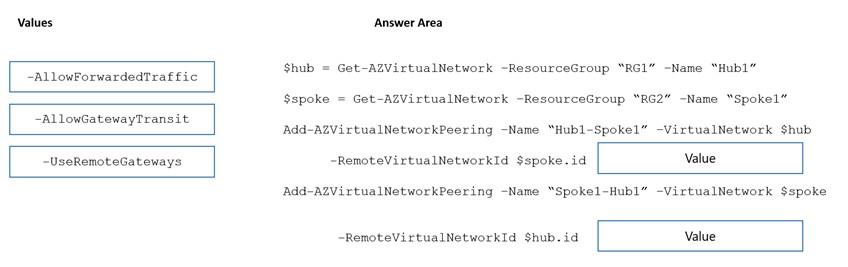 Values
Answer Area
-AllowForwardedTraffic
-AllowGatewayTransit
-UseRemoteGateways
$hub = Get-AZVirtualNetwork -ResourceGroup “RG1” -Name “Hub1”
$spoke = Get-AZVirtualNetwork -ResourceGroup “RG2” -Name “Spoke1”
Add-AZVirtualNetworkPeering -Name “Hub1-Spoke1” -VirtualNetwork $hub
-RemoteVirtualNetworkId $spoke.id Value
Add-AZVirtualNetworkPeering -Name “Spoke1-Hub1” -VirtualNetwork $spoke
-RemoteVirtualNetworkId $hub.id Value